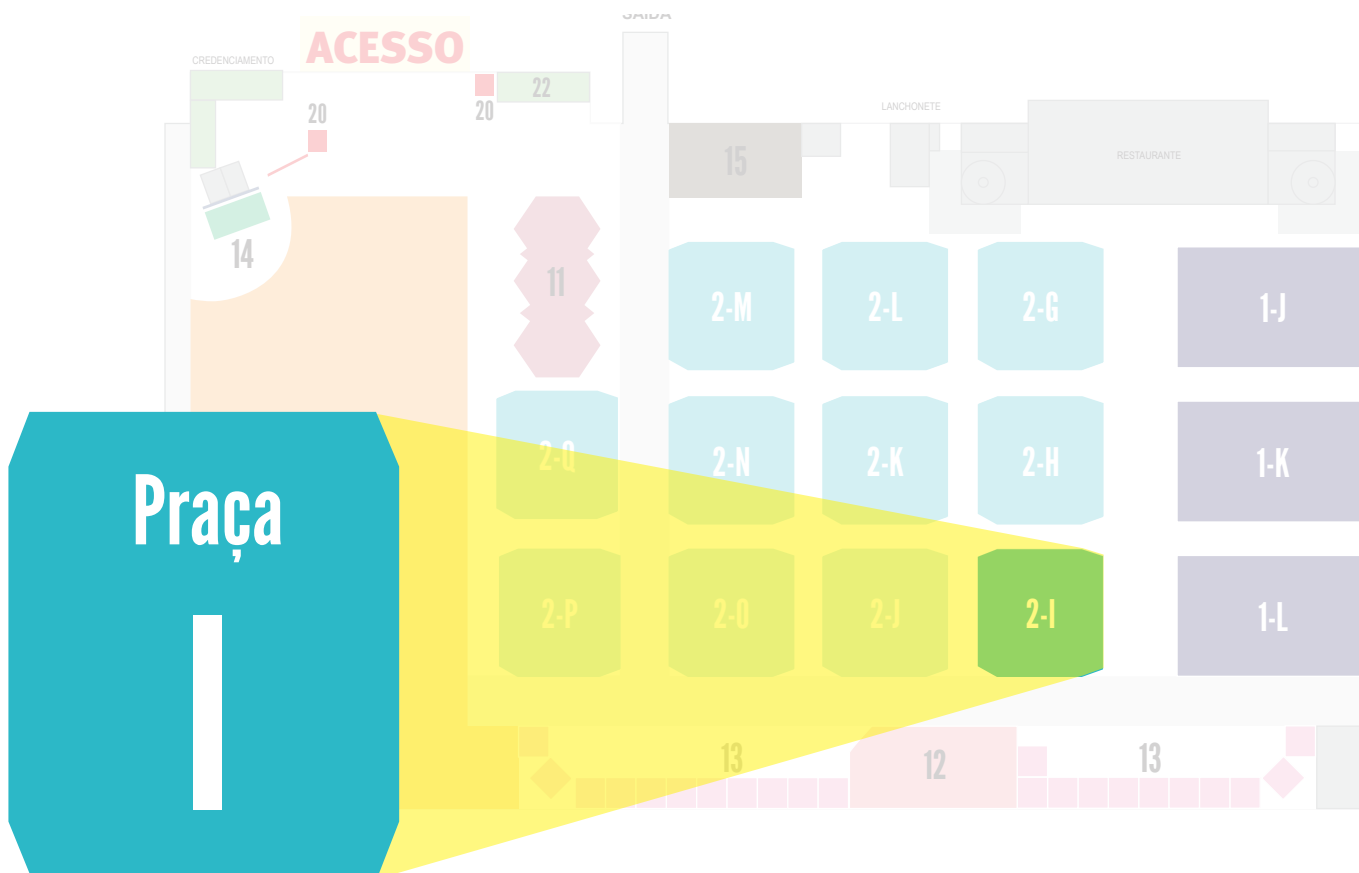 SAÍDA
CREDENCIAMENTO
ACESSO
20
20
22
LANCHONETE
15
RESTAURANTE
14
11
2-M
2-L
2-G
1-J
2-Q
2-N
2-K
2-H
1-K
Praça
I
2-P
2-O
2-J
2-I
1-L
13
12
13